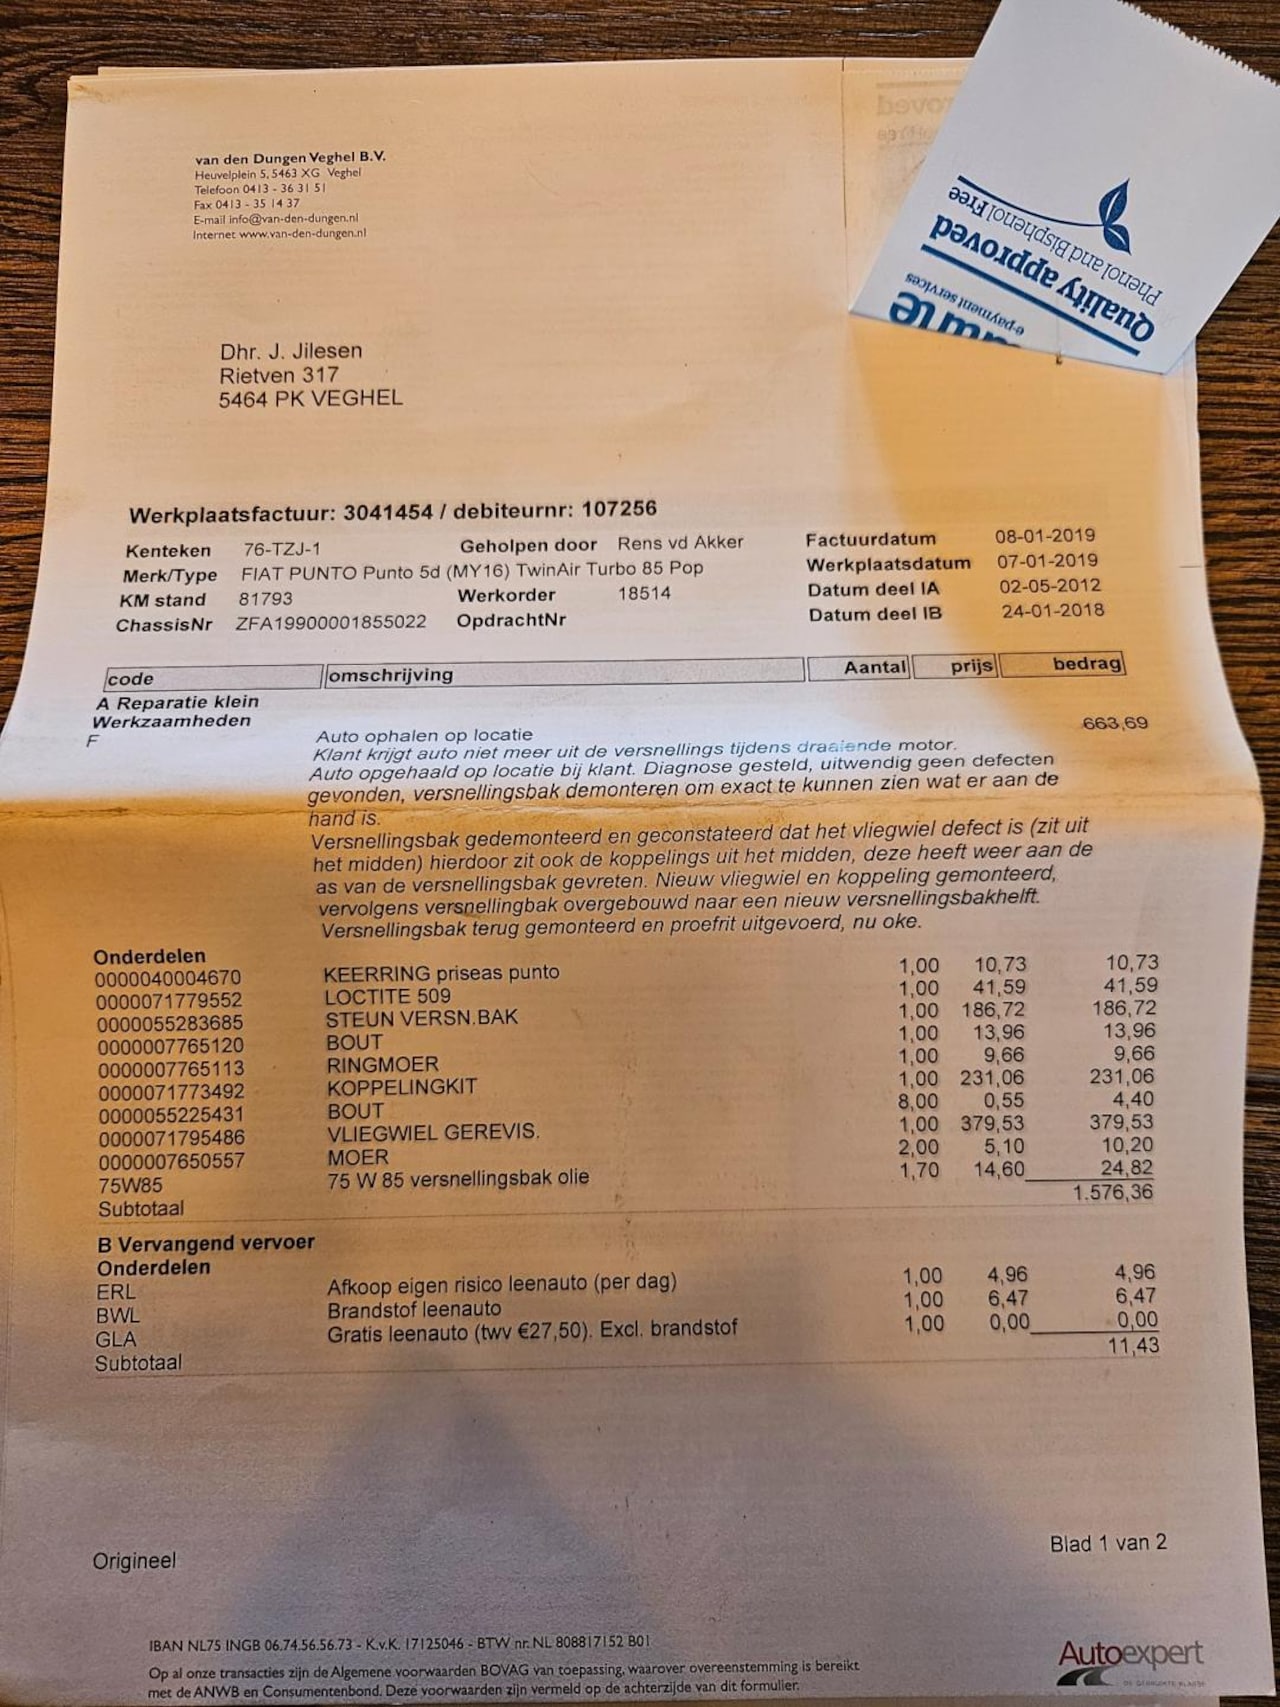 van den Dungen Veghel B.V.
Heuvelplein 5, 5463 XG Veghel
Telefoon 0413 - 36 31 51
Fax 0413 - 35 14 37
E-mail info@van-den-dungen.nl
Internet www.van-den-dungen.nl
Phenol and Bisphenol Free
Quality approved
e-payment services
Dhr. J. Jilesen
Rietven 317
5464 PK VEGHEL
Werkplaatsfactuur: 3041454 / debiteurnr: 107256
Kenteken 76-TZJ-1 Geholpen door Rens vd Akker Factuurdatum 08-01-2019
Merk/Type FIAT PUNTO Punto 5d (MY16) TwinAir Turbo 85 Pop Werkplaatsdatum 07-01-2019
KM stand 81793 Werkorder 18514 Datum deel IA 02-05-2012
ChassisNr ZFA19900001855022 OpdrachtNr Datum deel IB 24-01-2018
code omschrijving Aantal prijs bedrag
A Reparatie klein
Werkzaamheden 663,69
F Auto ophalen op locatie
Klant krijgt auto niet meer uit de versnellings tijdens draaiende motor.
Auto opgehaald op locatie bij klant. Diagnose gesteld, uitwendig geen defecten
gevonden, versnellingsbak demonteren om exact te kunnen zien wat er aan de
hand is.
Versnellingsbak gedemonteerd en geconstateerd dat het vliegwiel defect is (zit uit
het midden) hierdoor zit ook de koppelings uit het midden, deze heeft weer aan de
as van de versnellingsbak gevreten. Nieuw vliegwiel en koppeling gemonteerd,
vervolgens versnellingbak overgebouwd naar een nieuw versnellingsbakhelft.
Versnellingsbak terug gemonteerd en proefrit uitgevoerd, nu oke.
Onderdelen
0000040004670 KEERRING priseas punto 1,00 10,73 10,73
0000071779552 LOCTITE 509 1,00 41,59 41,59
0000055283685 STEUN VERSN.BAK 1,00 186,72 186,72
0000007765120 BOUT 1,00 13,96 13,96
0000007765113 RINGMOER 1,00 9,66 9,66
0000071773492 KOPPELINGKIT 1,00 231,06 231,06
0000055225431 BOUT 8,00 0,55 4,40
0000071795486 VLIEGWIEL GEREVIS. 1,00 379,53 379,53
0000007650557 MOER 2,00 5,10 10,20
75W85 75 W 85 versnellingsbak olie 1,70 14,60 24,82
Subtotaal 1.576,36
B Vervangend vervoer
Onderdelen
ERL Afkoop eigen risico leenauto (per dag) 1,00 4,96 4,96
BWL Brandstof leenauto 1,00 6,47 6,47
GLA Gratis leenauto (twv €27,50). Excl. brandstof 1,00 0,00 0,00
Subtotaal 11,43
Origineel Blad 1 van 2
IBAN NL75 INGB 06.74.56.56.73 - K.v.K. 17125046 - BTW nr. NL 808817152 B01
Op al onze transacties zijn de Algemene voorwaarden BOVAG van toepassing, waarover overeenstemming is bereikt
met de ANWB en Consumentenbond. Deze voorwaarden zijn vermeld op de achterzijde van dit formulier.
Autoexpert